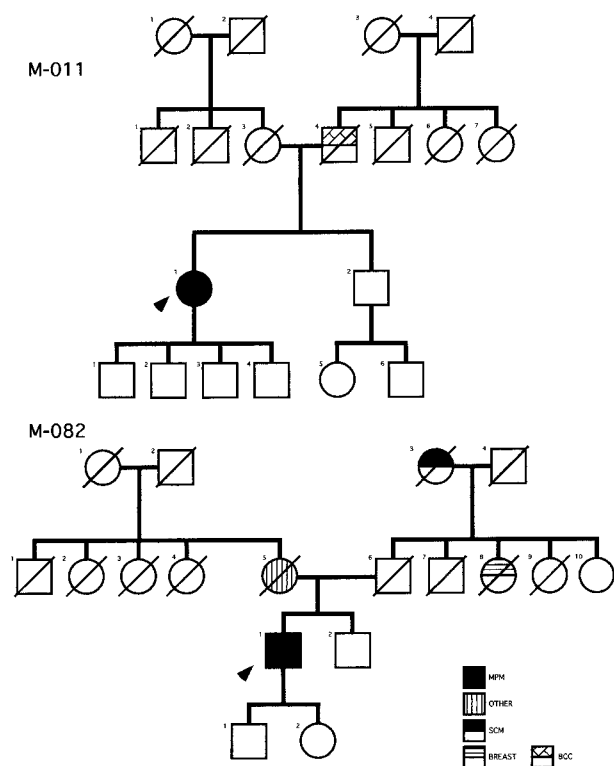 1 2 3 4
M-011
1 2 3 4 5 6 7
1 2
1 2 3 4 5 6
M-082
1 2 3 4
1 2 3 4 5 6 7 8 9 10
1 2
1 2
MPM
OTHER
SCM
BREAST BCC